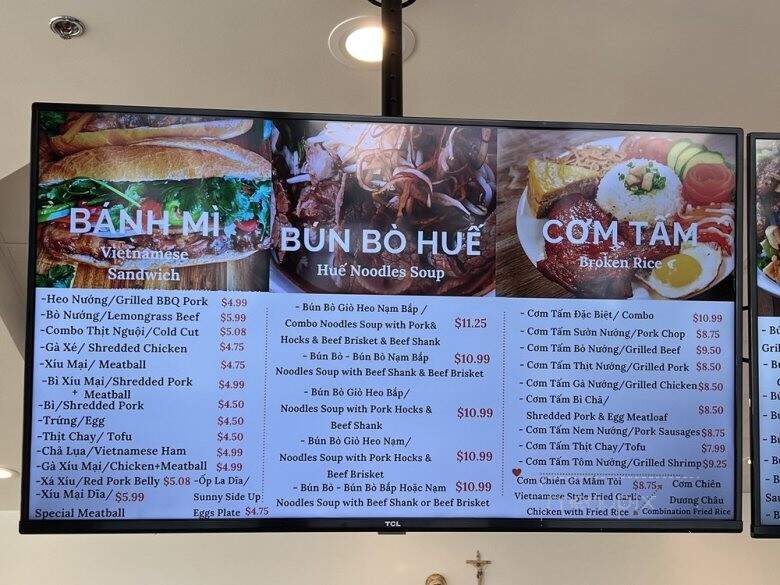 BÁNH MÌ
Vietnamese
Sandwich
-Heo Nướng/Grilled BBQ Pork $4.99
-Bò Nướng/Lemongrass Beef $5.99
-Combo Thịt Nguội/Cold Cut $5.08
-Gà Xé/ Shredded Chicken $4.75
-Xíu Mại/ Meatball $4.75
-Bì Xíu Mại/Shredded Pork $4.99
+ Meatball
-Bì/Shredded Pork $4.50
-Trứng/Egg $4.50
-Thịt Chay/ Tofu $4.50
-Chả Lụa/Vietnamese Ham $4.99
-Gà Xíu Mại/Chicken+Meatball $4.99
-Xá Xíu/Red Pork Belly $5.08 -Ốp La Dĩa/
-Xíu Mại Dĩa/ $5.99 Sunny Side Up
Special Meatball Eggs Plate $4.75
BÚN BÒ HUẾ
Huế Noodles Soup
- Bún Bò Giò Heo Nạm Bắp /
Combo Noodles Soup with Pork& $11.25
Hocks & Beef Brisket & Beef Shank
- Bún Bò - Bún Bò Nạm Bắp $10.99
Noodles Soup with Beef Shank & Beef Brisket
- Bún Bò Giò Heo Bắp/
Noodles Soup with Pork Hocks & $10.99
Beef Shank
- Bún Bò Giò Heo Nạm/
Noodles Soup with Pork Hocks & $10.99
Beef Brisket
- Bún Bò - Bún Bò Bắp Hoặc Nạm $10.99
Noodles Soup with Beef Shank or Beef Brisket
CƠM TẤM
Broken Rice
- Cơm Tấm Đặc Biệt/ Combo $10.99
- Cơm Tấm Sườn Nướng/Pork Chop $8.75
- Cơm Tấm Bò Nướng/Grilled Beef $9.50
- Cơm Tấm Thịt Nướng/Grilled Pork $8.50
- Cơm Tấm Gà Nướng/Grilled Chicken $8.50
- Cơm Tấm Bì Chả/
Shredded Pork & Egg Meatloaf $8.50
- Cơm Tấm Nem Nướng/Pork Sausages $8.75
- Cơm Tấm Thịt Chay/Tofu $7.99
- Cơm Tấm Tôm Nướng/Grilled Shrimp $9.25
Cơm Chiên Gà Mắm Tỏi $8.75 Cơm Chiên
Vietnamese Style Fried Garlic Dương Châu
Chicken with Fried Rice Combination Fried Rice
TCL